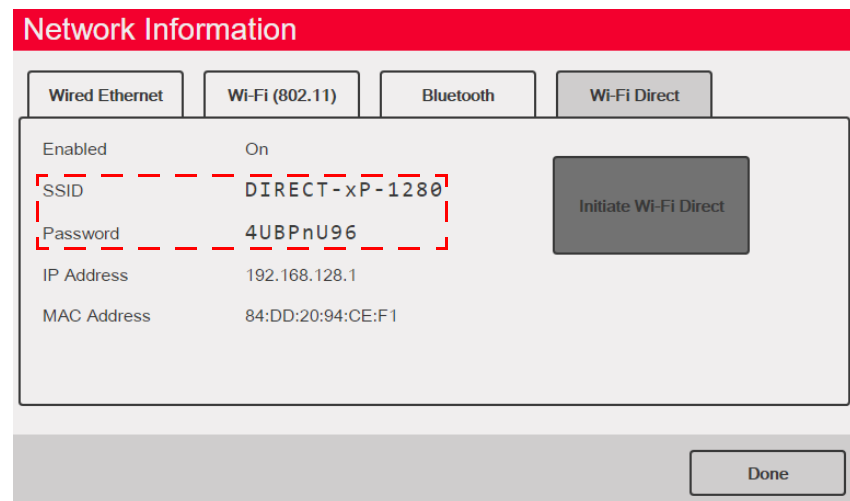 Network Information
Wired Ethernet Wi-Fi (802.11) Bluetooth Wi-Fi Direct
Enabled On
SSID DIRECT-xP-1280
Password 4UBPnU96
Initiate Wi-Fi Direct
IP Address 192.168.128.1
MAC Address 84:DD:20:94:CE:F1
Done